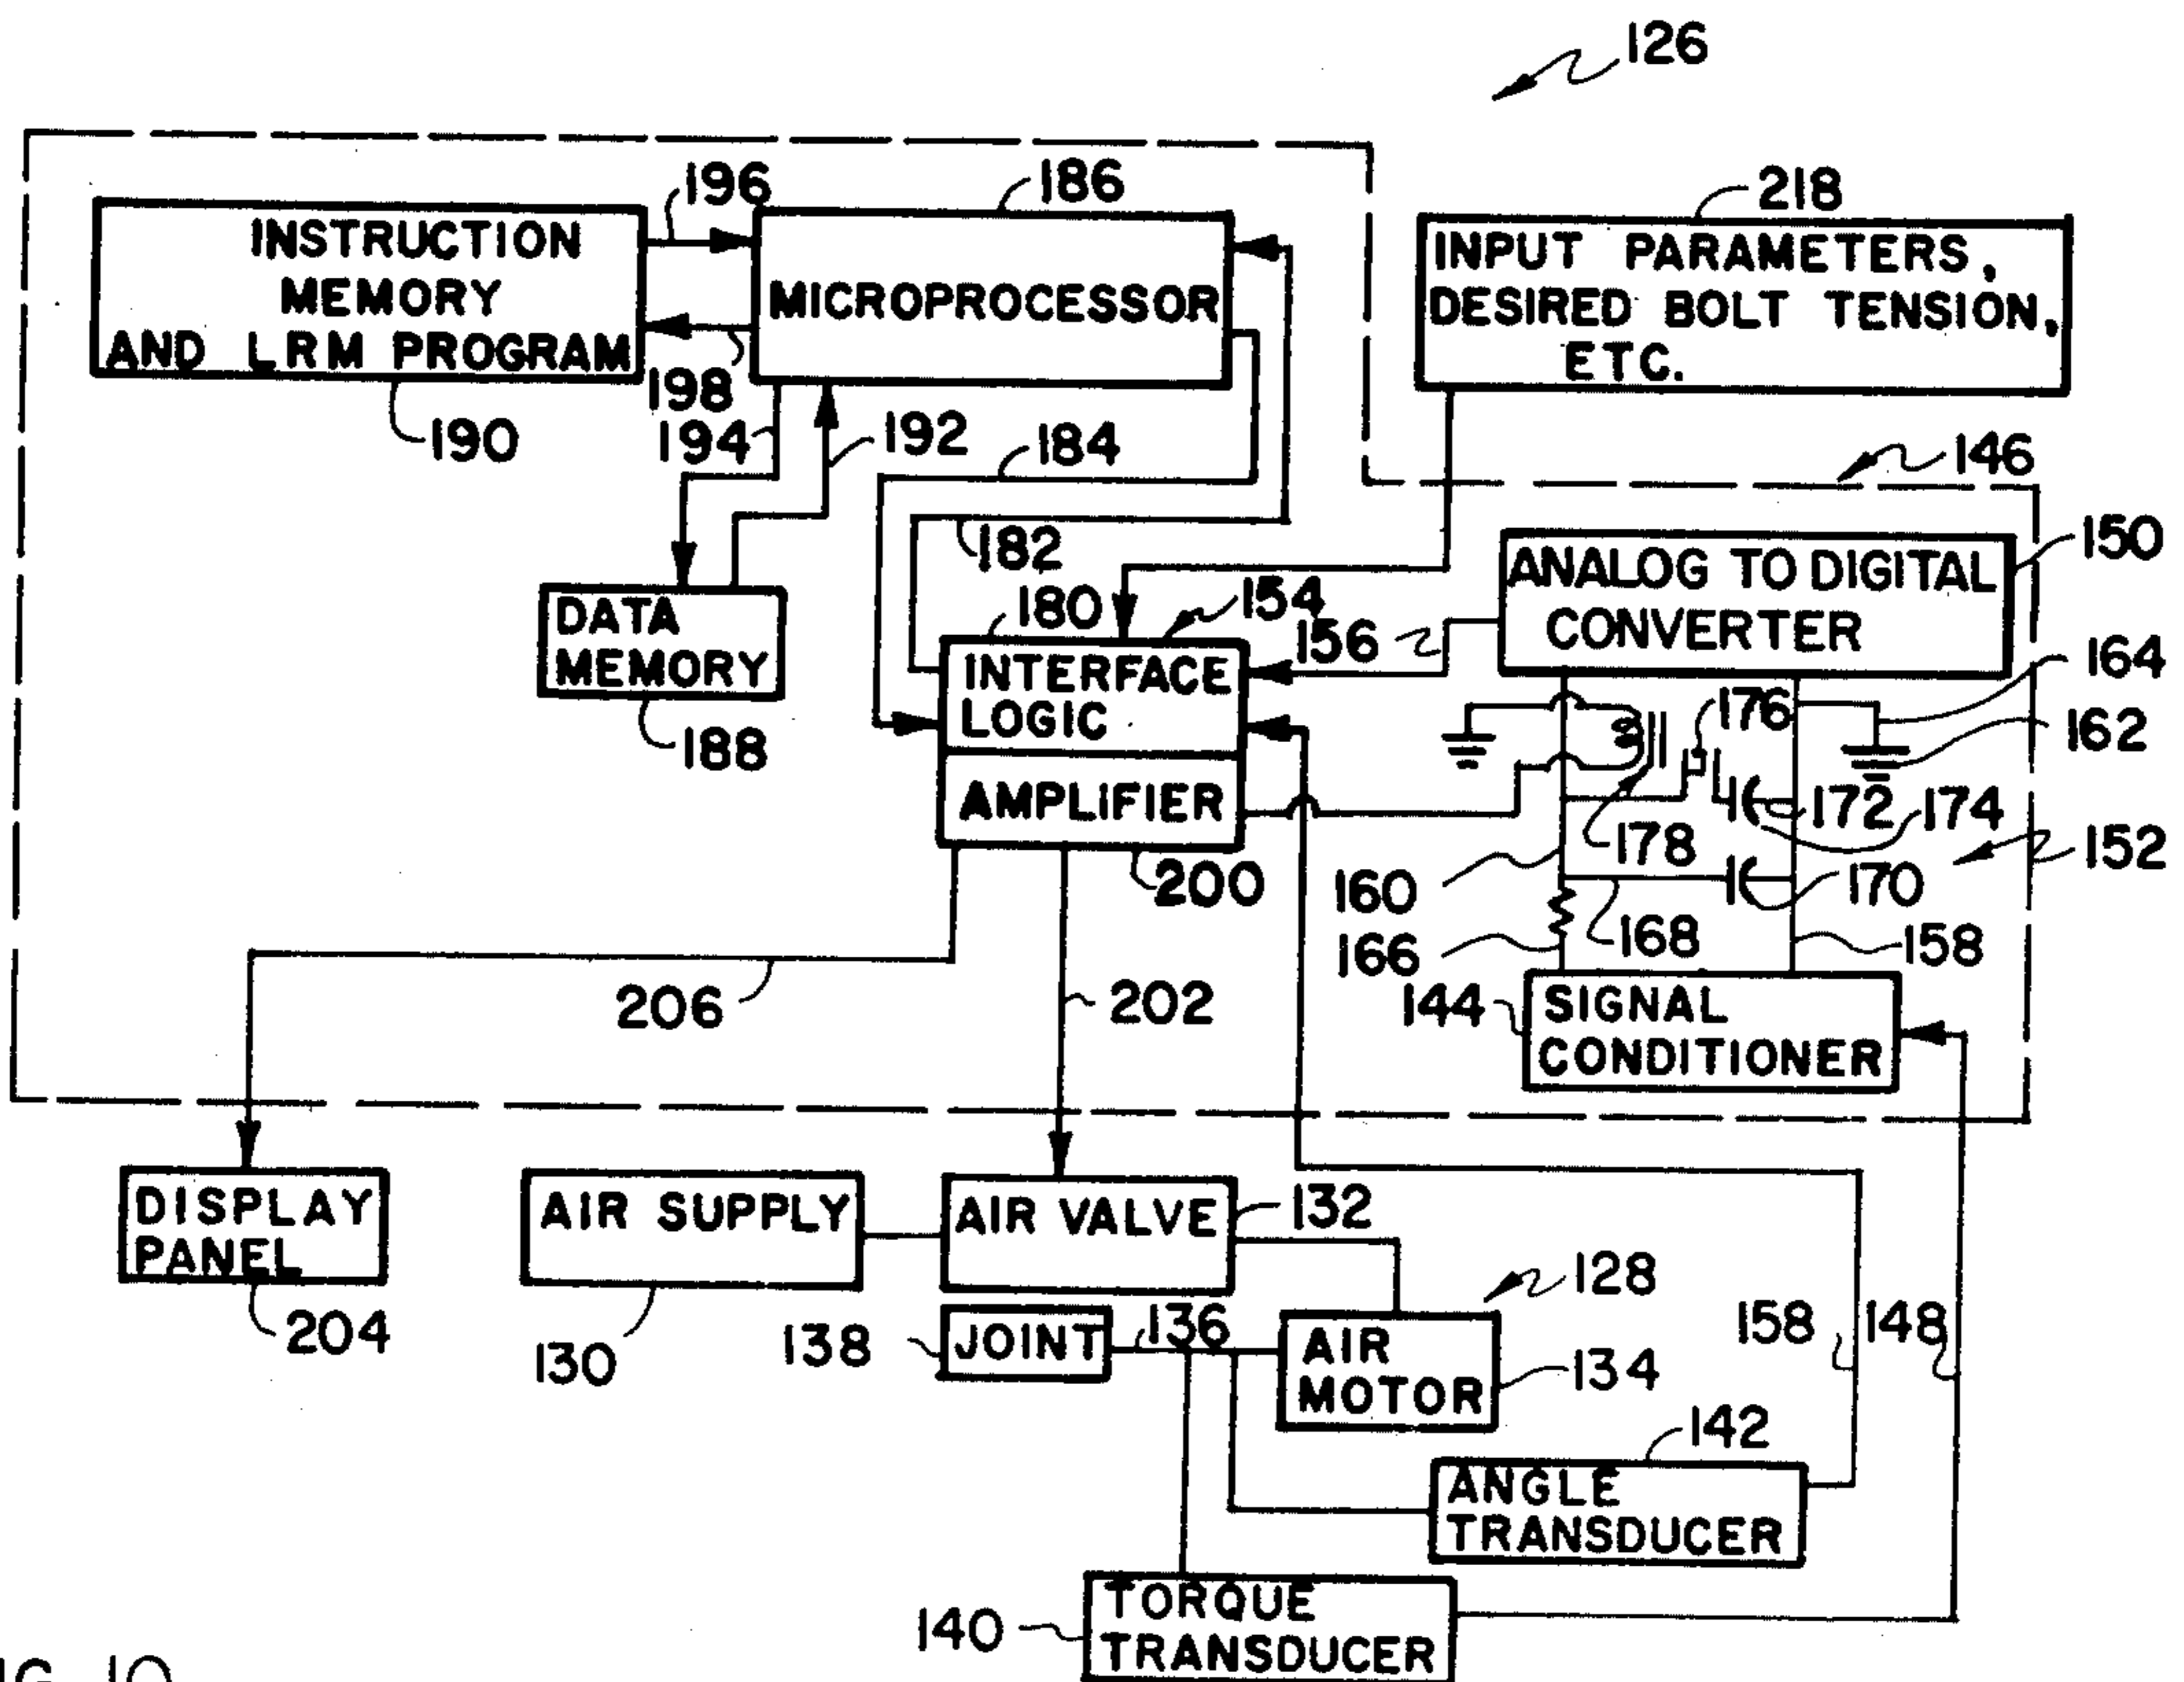 126
196
186
218
INSTRUCTION
MEMORY
AND LRM PROGRAM
MICROPROCESSOR
INPUT PARAMETERS,
DESIRED BOLT TENSION,
ETC.
198
190
194
192
184
146
182
150
ANALOG TO DIGITAL
CONVERTER
DATA
MEMORY
188
180
154
156
164
INTERFACE
LOGIC
176
162
AMPLIFIER
172
174
178
152
200
160
170
168
166
158
206
202
144
SIGNAL
CONDITIONER
DISPLAY
PANEL
AIR SUPPLY
AIR VALVE
132
128
204
130
138
JOINT
136
AIR
MOTOR
134
158
148
142
ANGLE
TRANSDUCER
140
TORQUE
TRANSDUCER